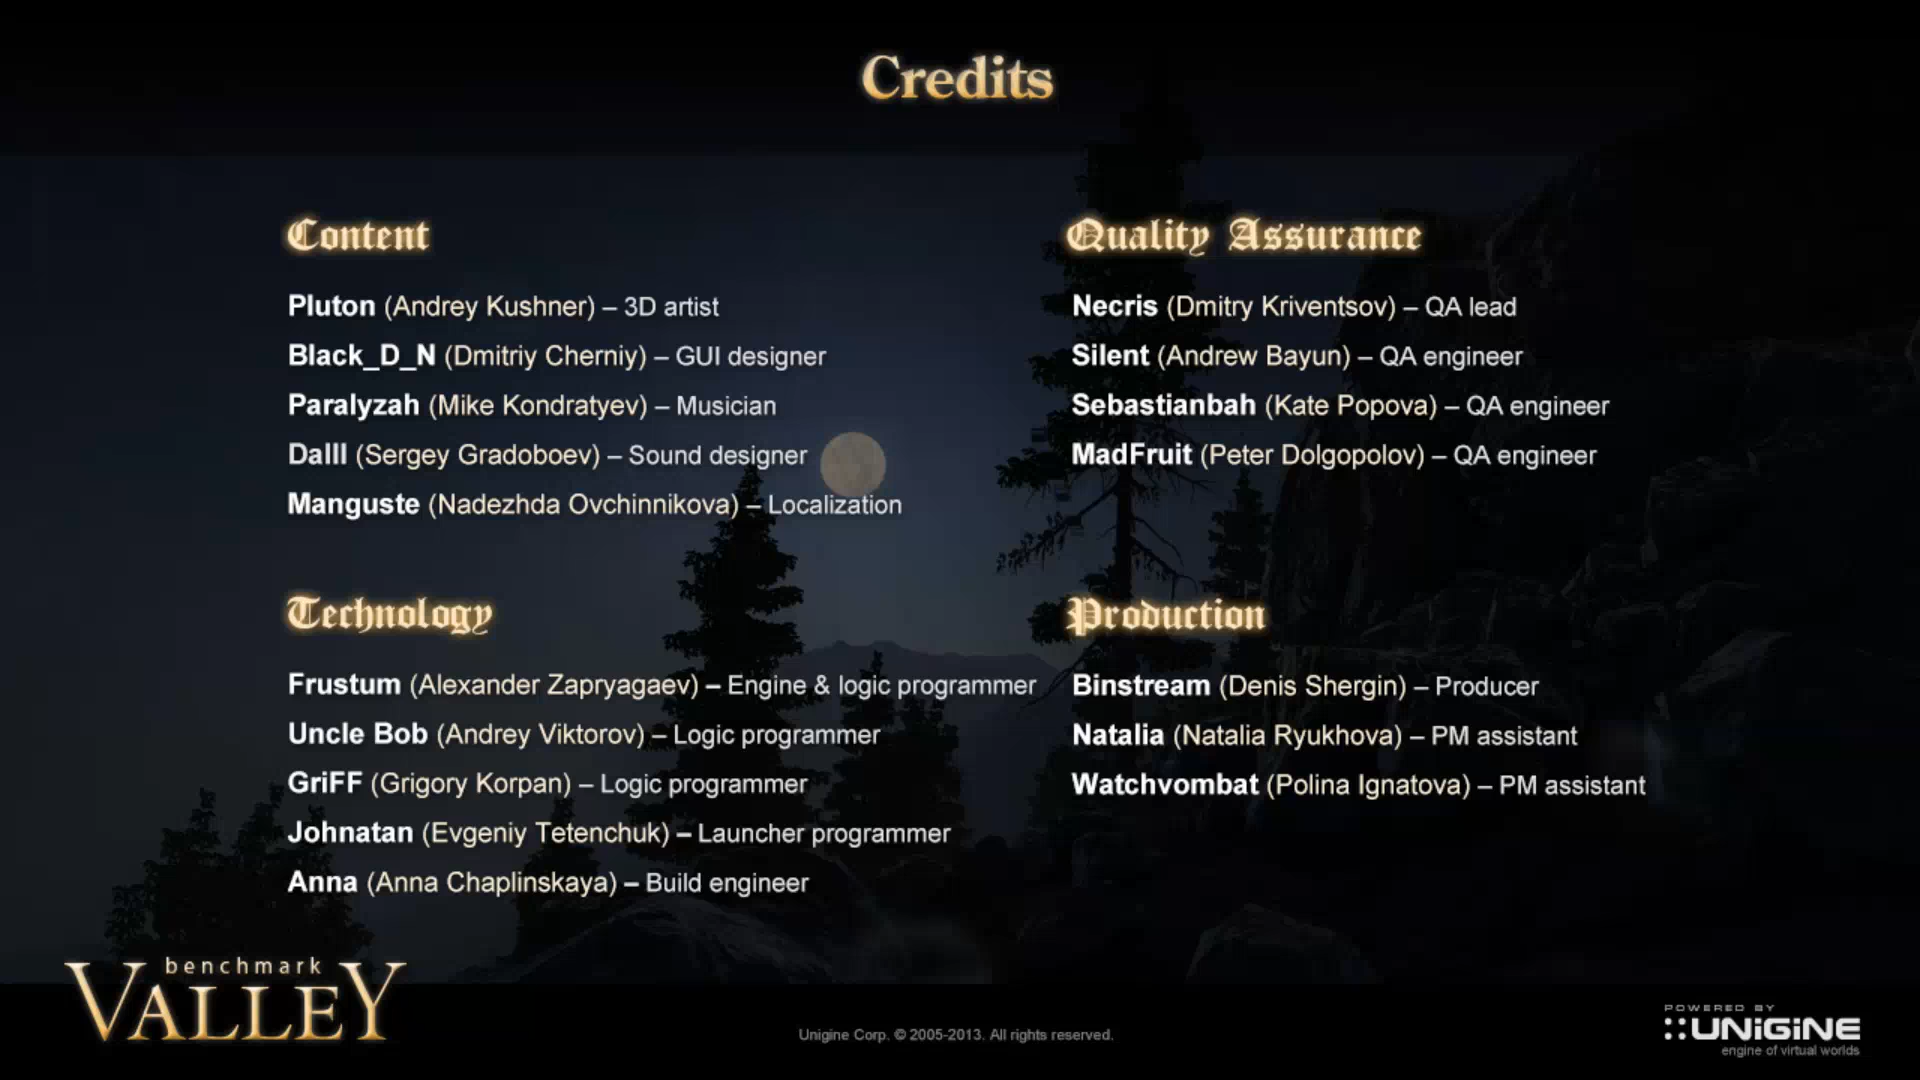 Credits
Content
Pluton (Andrey Kushner) – 3D artist
Black_D_N (Dmitriy Cherniy) – GUI designer
Paralyzah (Mike Kondratyev) – Musician
Dalll (Sergey Gradoboev) – Sound designer
Manguste (Nadezhda Ovchinnikova) – Localization
Technology
Frustum (Alexander Zapryagaev) – Engine & logic programmer
Uncle Bob (Andrey Viktorov) – Logic programmer
GriFF (Grigory Korpan) – Logic programmer
Johnatan (Evgeniy Tetenchuk) – Launcher programmer
Anna (Anna Chaplinskaya) – Build engineer
Quality Assurance
Necris (Dmitry Kriventsov) – QA lead
Silent (Andrew Bayun) – QA engineer
Sebastianbah (Kate Popova) – QA engineer
MadFruit (Peter Dolgopolov) – QA engineer
Production
Binstream (Denis Shergin) – Producer
Natalia (Natalia Ryukhova) – PM assistant
Watchvombat (Polina Ignatova) – PM assistant
benchmark
VALLEY
Unigine Corp. © 2005-2013. All rights reserved.
POWERED BY
UNiGiNE
engine of virtual worlds